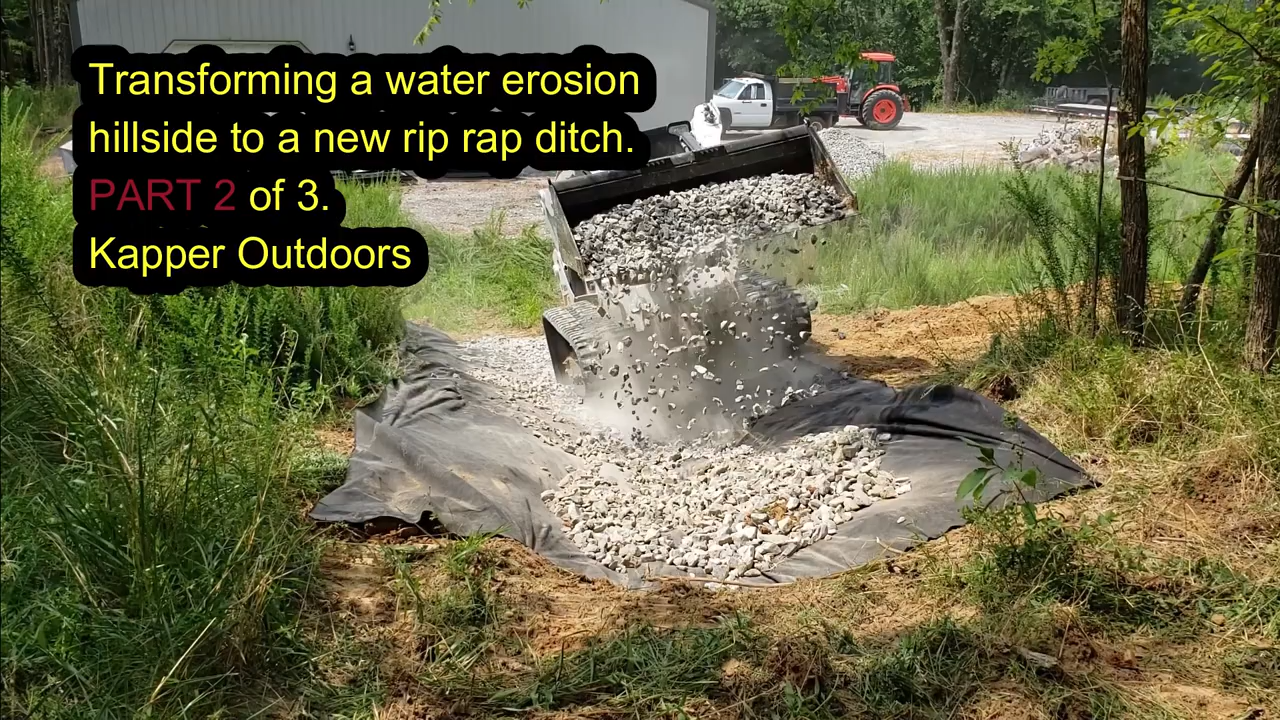 Transforming a water erosion
hillside to a new rip rap ditch.
PART 2 of 3.
Kapper Outdoors